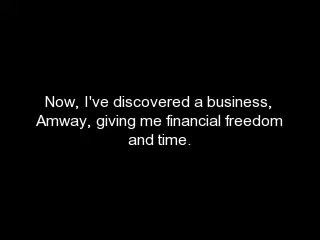 Now, I've discovered a business,
Amway, giving me financial freedom
and time.